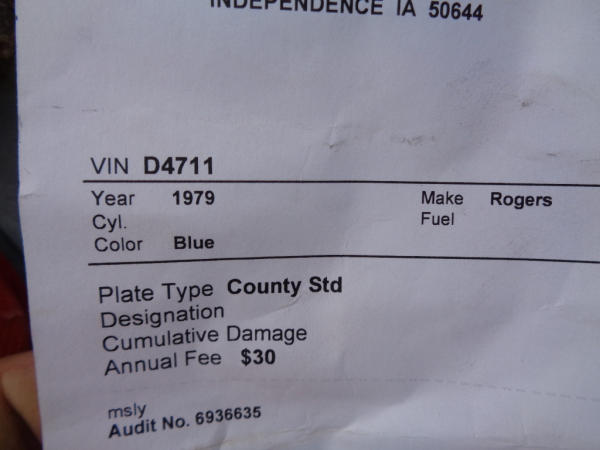 INDEPENDENCE IA 50644
VIN D4711
Year 1979 Make Rogers
Cyl. Fuel
Color Blue
Plate Type County Std
Designation
Cumulative Damage
Annual Fee $30
msly
Audit No. 6936635